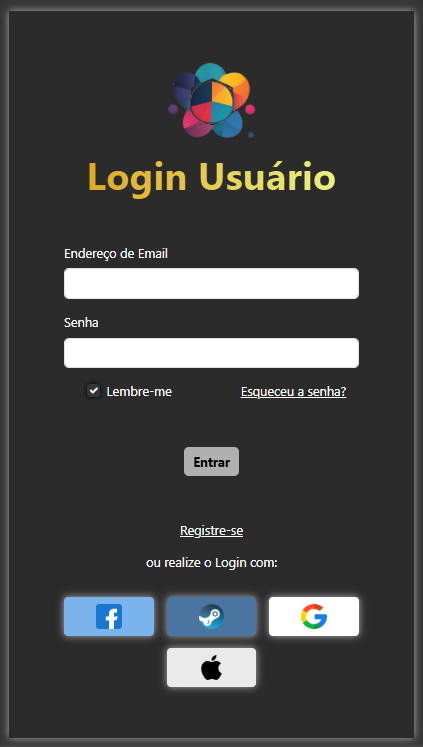 Login Usuário
Endereço de Email
Senha
Lembre-me Esqueceu a senha?
Entrar
Registre-se
ou realize o Login com: